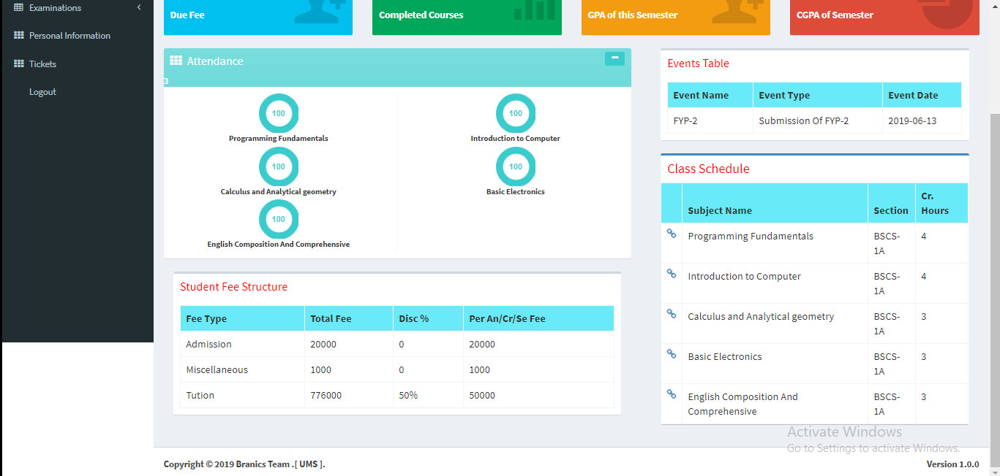 Examinations
Personal Information
Tickets
Logout
Due Fee
Completed Courses
GPA of this Semester
CGPA of Semester
Attendance
3
100
Programming Fundamentals
100
Introduction to Computer
100
Calculus and Analytical geometry
100
Basic Electronics
100
English Composition And Comprehensive
Student Fee Structure
Fee Type Total Fee Disc % Per An/Cr/Se Fee
Admission 20000 0 20000
Miscellaneous 1000 0 1000
Tution 776000 50% 50000
Events Table
Event Name Event Type Event Date
FYP-2 Submission Of FYP-2 2019-06-13
Class Schedule
Subject Name Section Cr. Hours
Programming Fundamentals BSCS-1A 4
Introduction to Computer BSCS-1A 4
Calculus and Analytical geometry BSCS-1A 3
Basic Electronics BSCS-1A 3
English Composition And Comprehensive BSCS-1A 3
Activate Windows
Go to Settings to activate Windows.
Copyright © 2019 Branics Team .[ UMS ].
Version 1.0.0